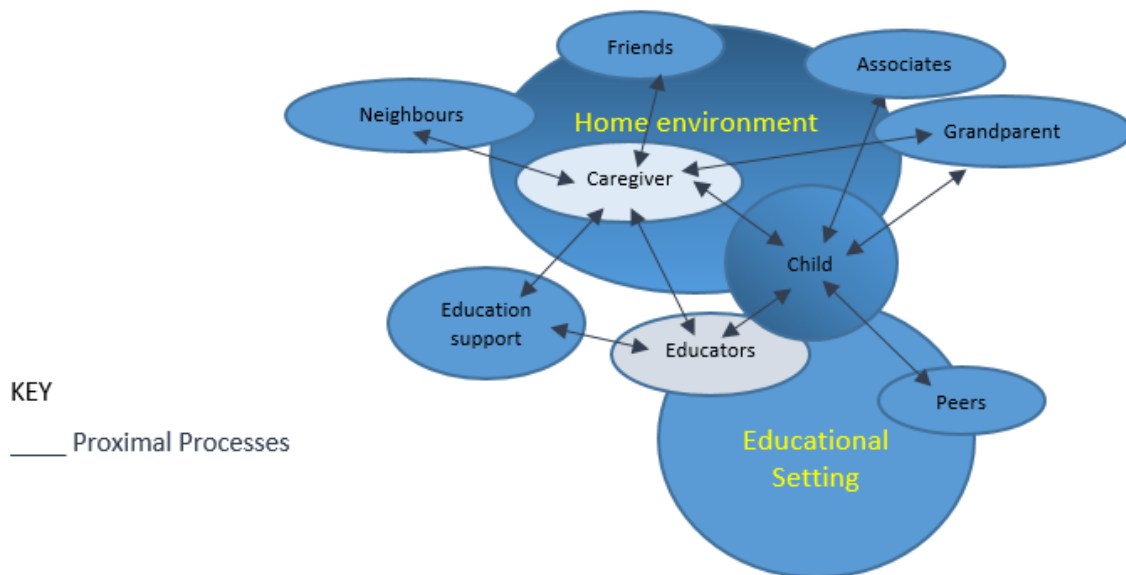 Friends
Associates
Neighbours
Home environment
Grandparent
Caregiver
Child
Education
support
Educators
KEY
Peers
____ Proximal Processes
Educational
Setting